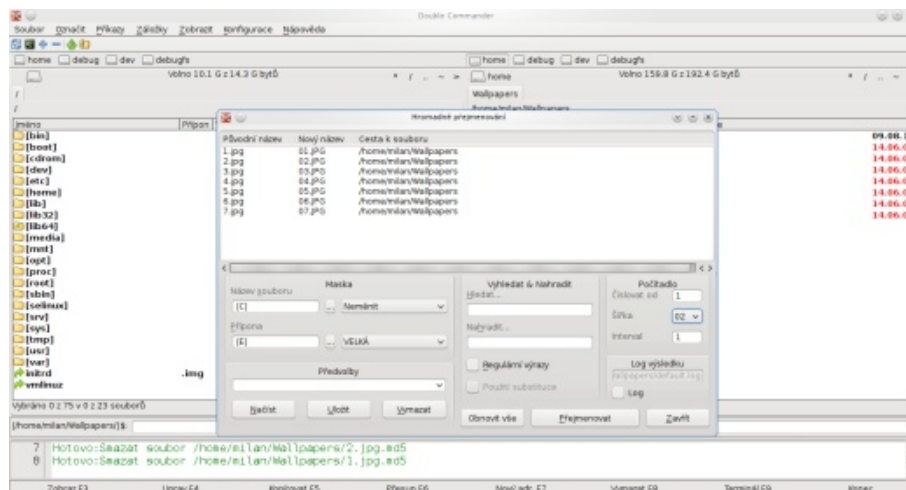 Double Commander
Soubor Označit Příkazy Záložky Zobrazit Konfigurace Nápověda
home debug dev debugfs
home debug dev debugfs
Volno 10.1 G z 14.3 G bytů * / .. ~ >
home Volno 159.8 G z 192.4 G bytů * / .. ~
/
Wallpapers
/
/home/milan/Wallpapers
Jméno Přípon
[bin]
[boot]
[cdrom]
[dev]
[etc]
[home]
[lib]
[lib32]
[lib64]
[media]
[mnt]
[opt]
[proc]
[root]
[sbin]
[selinux]
[srv]
[sys]
[tmp]
[usr]
[var]
initrd .img
vmlinuz
09.08.
14.06.
14.06.
14.06.
14.06.
14.06.
14.06.
14.06.
Hromadné přejmenování
Původní název Nový název Cesta k souboru
1.jpg 01.JPG /home/milan/Wallpapers
2.jpg 02.JPG /home/milan/Wallpapers
3.jpg 03.JPG /home/milan/Wallpapers
4.jpg 04.JPG /home/milan/Wallpapers
5.jpg 05.JPG /home/milan/Wallpapers
6.jpg 06.JPG /home/milan/Wallpapers
7.jpg 07.JPG /home/milan/Wallpapers
Maska
Název souboru
[C] ... Neměnit
Přípona
[E] ... VELKÁ
Předvolby
Načíst Uložit Vymazat
Vyhledat & Nahradit
Hledat...
Nahradit...
Regulární výrazy
Použít substituce
Počítadlo
Číslovat od 1
Šířka 02
Interval 1
Log výsledku
Log
Obnovit vše Přejmenovat Zavřít
Vybráno 0 z 75 v 0 z 23 souborů
[/home/milan/Wallpapers/]$:
7 Hotovo:Smazat soubor /home/milan/Wallpapers/2.jpg.md5
8 Hotovo:Smazat soubor /home/milan/Wallpapers/1.jpg.md5
Zobraz F3 Uprav F4 Kopírovat F5 Přesun F6 Nový adr. F7 Vymazat F8 Terminál F9 Konec